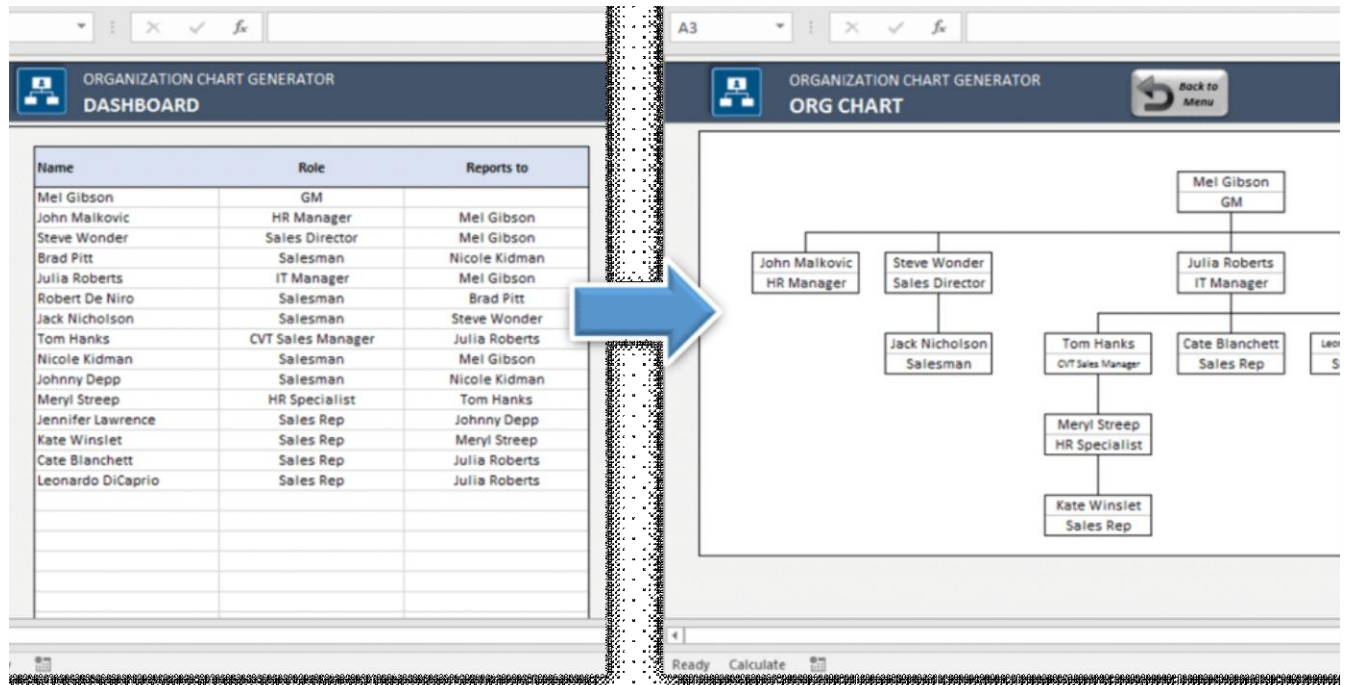 fx
ORGANIZATION CHART GENERATOR
DASHBOARD
Name Role Reports to
Mel Gibson GM
John Malkovic HR Manager Mel Gibson
Steve Wonder Sales Director Mel Gibson
Brad Pitt Salesman Nicole Kidman
Julia Roberts IT Manager Mel Gibson
Robert De Niro Salesman Brad Pitt
Jack Nicholson Salesman Steve Wonder
Tom Hanks CVT Sales Manager Julia Roberts
Nicole Kidman Salesman Mel Gibson
Johnny Depp Salesman Nicole Kidman
Meryl Streep HR Specialist Tom Hanks
Jennifer Lawrence Sales Rep Johnny Depp
Kate Winslet Sales Rep Meryl Streep
Cate Blanchett Sales Rep Julia Roberts
Leonardo DiCaprio Sales Rep Julia Roberts
A3 fx
ORGANIZATION CHART GENERATOR
ORG CHART
Back to
Menu
Mel Gibson
GM
John Malkovic Steve Wonder Julia Roberts
HR Manager Sales Director IT Manager
Jack Nicholson Tom Hanks Cate Blanchett Leo
Salesman CVT Sales Manager Sales Rep S
Meryl Streep
HR Specialist
Kate Winslet
Sales Rep
Ready Calculate